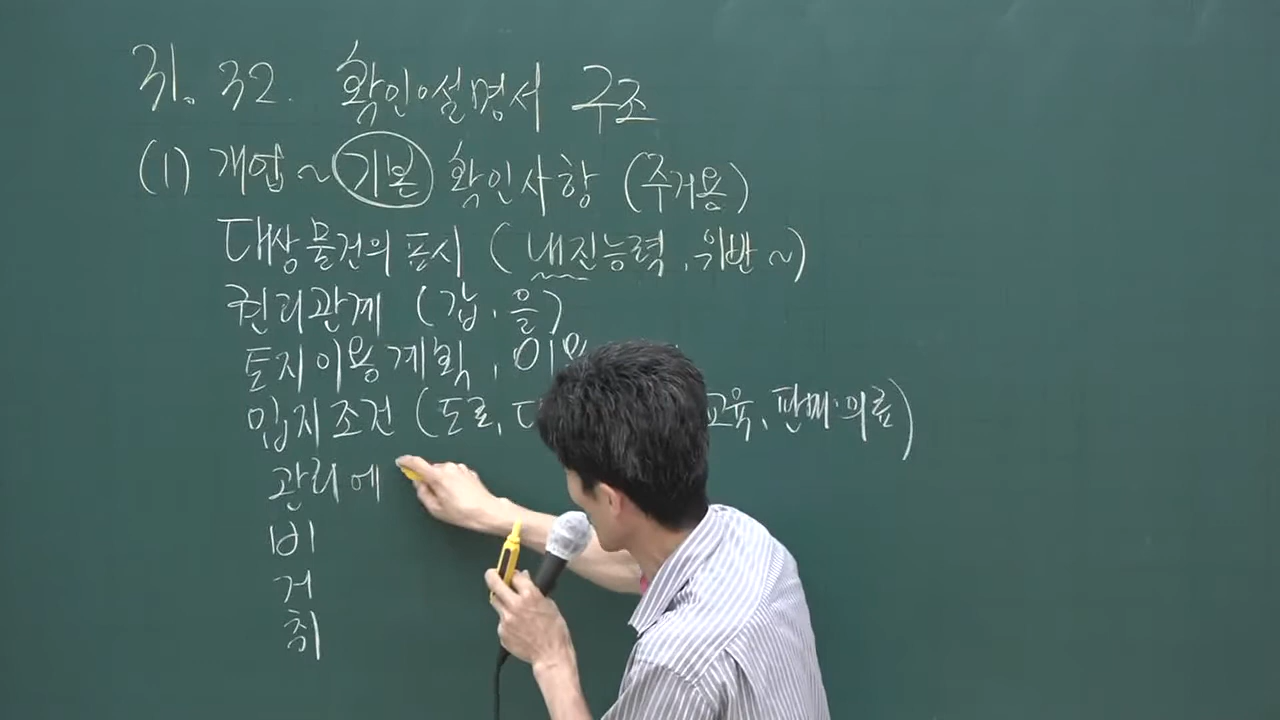 31. 32. 확인•설명서 구조
(1) 개업~기본 확인사항 (주거용)
대상물건의 표시 (내진능력, 위반~)
권리관계 (갑·을)
토지이용계획, 이용
입지조건 (도로, 교육, 판매·의료)
관리에
비
거
취